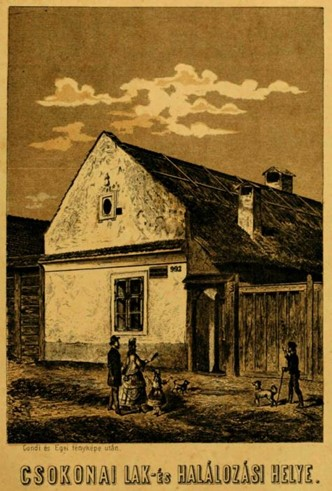 992
Gondi és Egei fényképe után.
CSOKONAI LAK-és HALÁLOZÁSI HELYE.